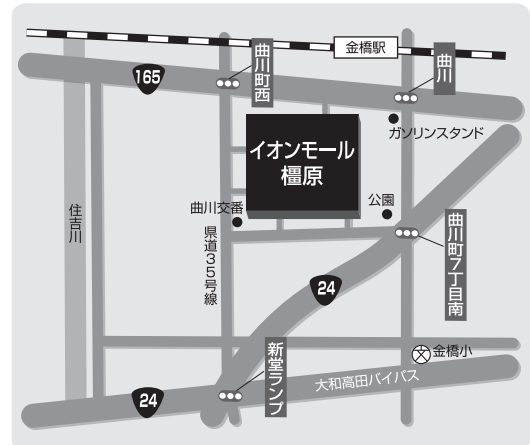 金橋駅
曲川町西
曲川
165
ガソリンスタンド
イオンモール
橿原
住吉川
曲川交番
公園
県道35号線
曲川町7丁目南
24
新堂ランプ
文
金橋小
大和高田バイパス
24